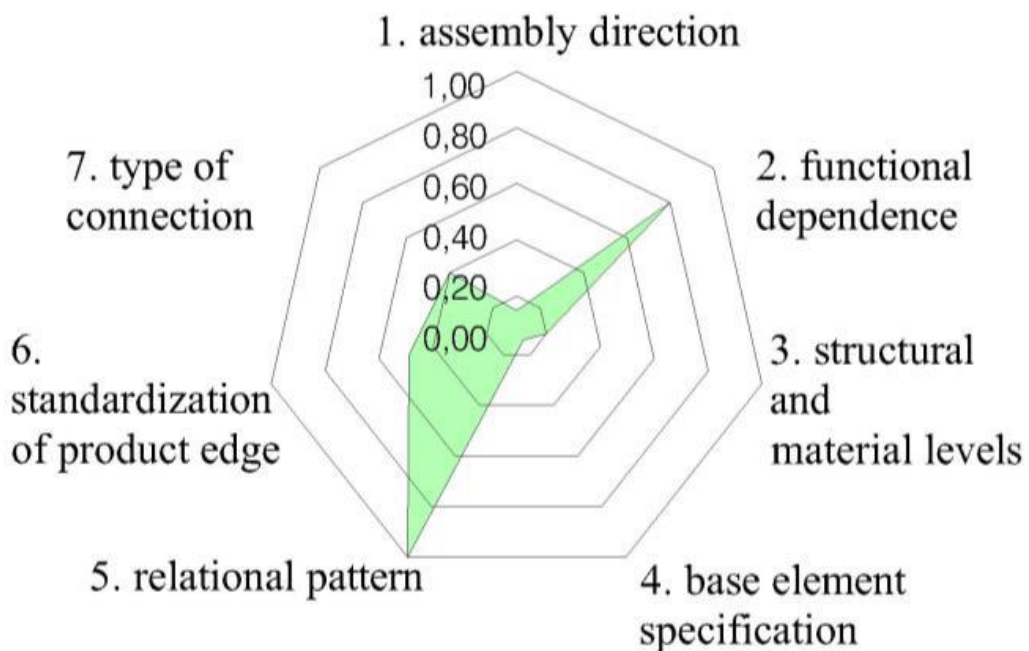 1. assembly direction
1,00
0,80
0,60
0,40
0,20
0,00
2. functional
dependence
3. structural
and
material levels
4. base element
specification
5. relational pattern
6.
standardization
of product edge
7. type of
connection